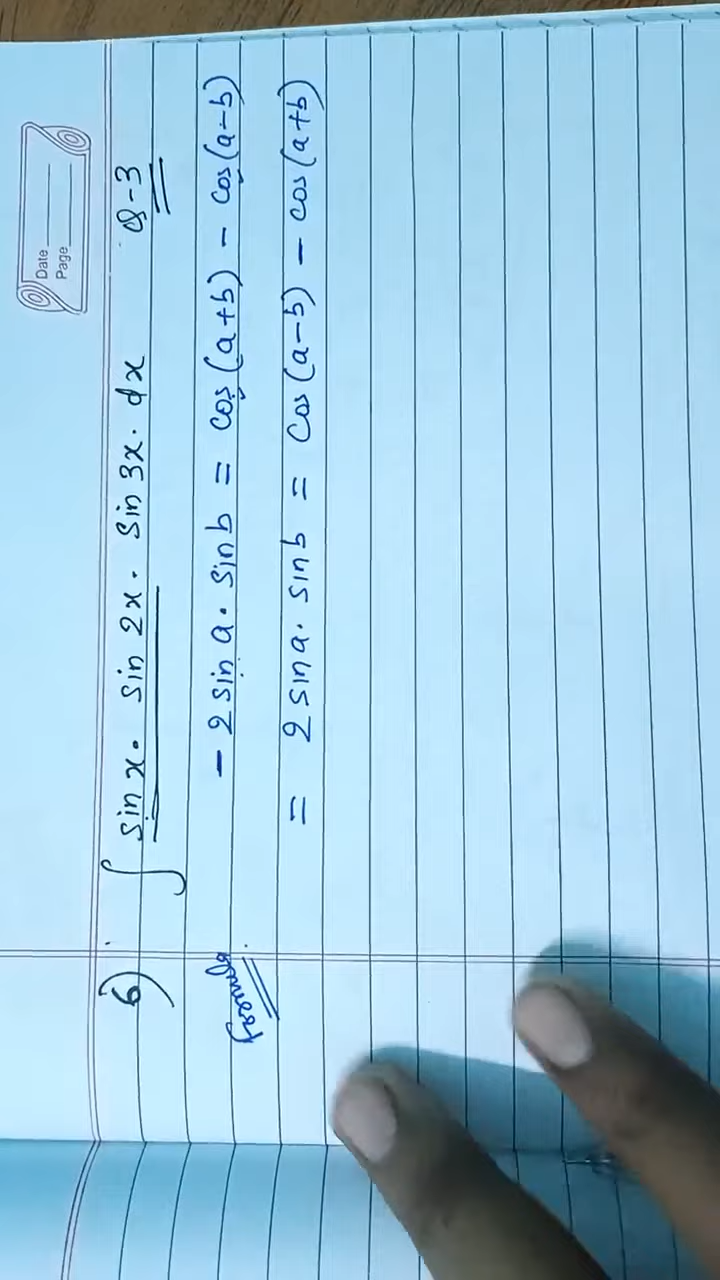 Date
Page
6) ∫ sin x. sin 2x. sin 3x. dx Q-3
Formula - 2 sin a. sin b = cos (a+b) - cos (a-b)
= 2 sin a. sin b = cos (a-b) - cos (a+b)